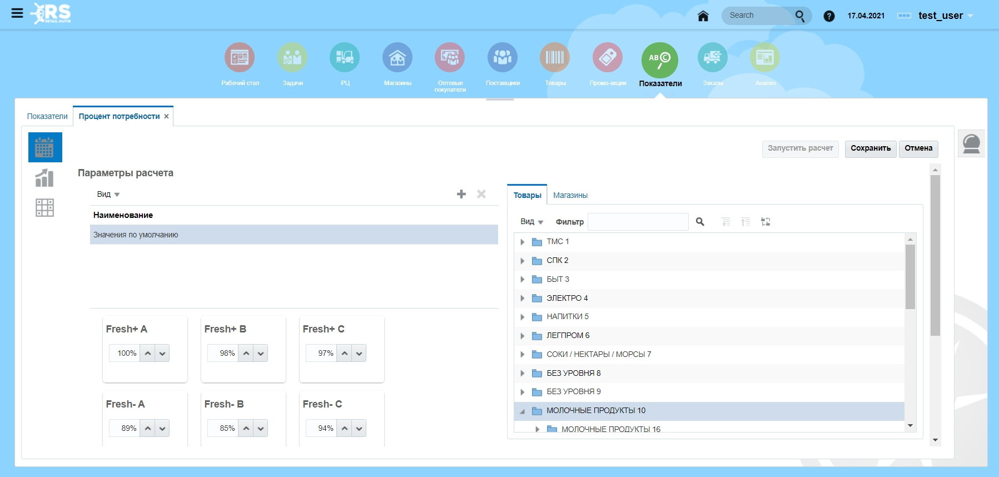 RS
RETAIL SUITE
Search
17.04.2021
test_user
Рабочий стол
Задачи
РЦ
Магазины
Оптовые
покупатели
Поставщики
Товары
Промо-акции
ABC
Показатели
Заказы
Анализ
Показатели
Процент потребности
Запустить расчет
Сохранить
Отмена
Параметры расчета
Вид
Наименование
Значения по умолчанию
Fresh+ A
Fresh+ B
Fresh+ C
100%
98%
97%
Fresh- A
Fresh- B
Fresh- C
89%
85%
94%
Товары
Магазины
Вид
Фильтр
ТМС 1
СПК 2
БЫТ 3
ЭЛЕКТРО 4
НАПИТКИ 5
ЛЕГПРОМ 6
СОКИ / НЕКТАРЫ / МОРСЫ 7
БЕЗ УРОВНЯ 8
БЕЗ УРОВНЯ 9
МОЛОЧНЫЕ ПРОДУКТЫ 10
МОЛОЧНЫЕ ПРОДУКТЫ 16